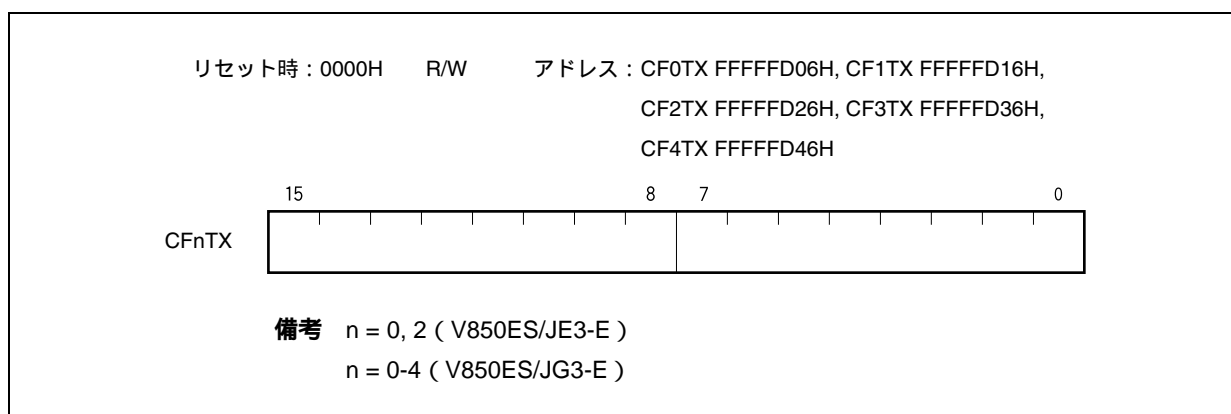 リセット時：0000H R/W アドレス：CF0TX FFFFFD06H, CF1TX FFFFFD16H,
CF2TX FFFFFD26H, CF3TX FFFFFD36H,
CF4TX FFFFFD46H
15 8 7 0
CFnTX
備考 n = 0, 2（V850ES/JE3-E）
n = 0-4（V850ES/JG3-E）